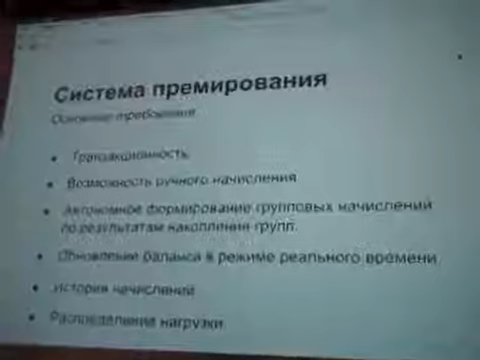 Система премирования
Основные требования
Транзакционность
Возможность ручного начисления
Автономное формирование групповых начислений
по результатам накопления групп.
Обновление баланса в режиме реального времени
История начислений
Распределение нагрузки